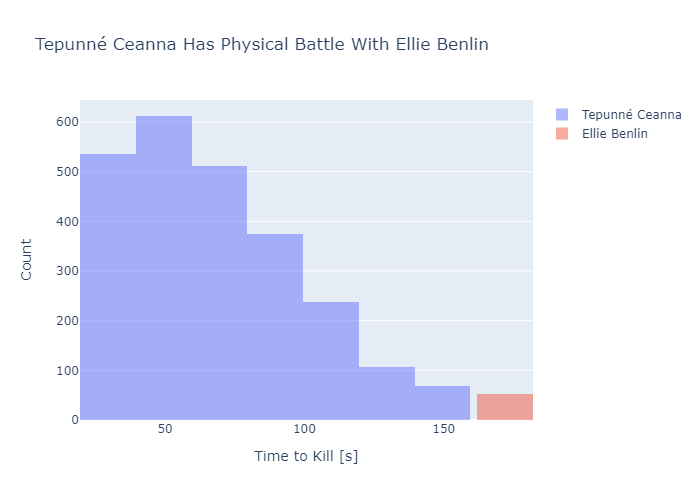 Tepunné Ceanna Has Physical Battle With Ellie Benlin
Tepunné Ceanna
Ellie Benlin
Count
600
500
400
300
200
100
0
50
100
150
Time to Kill [s]